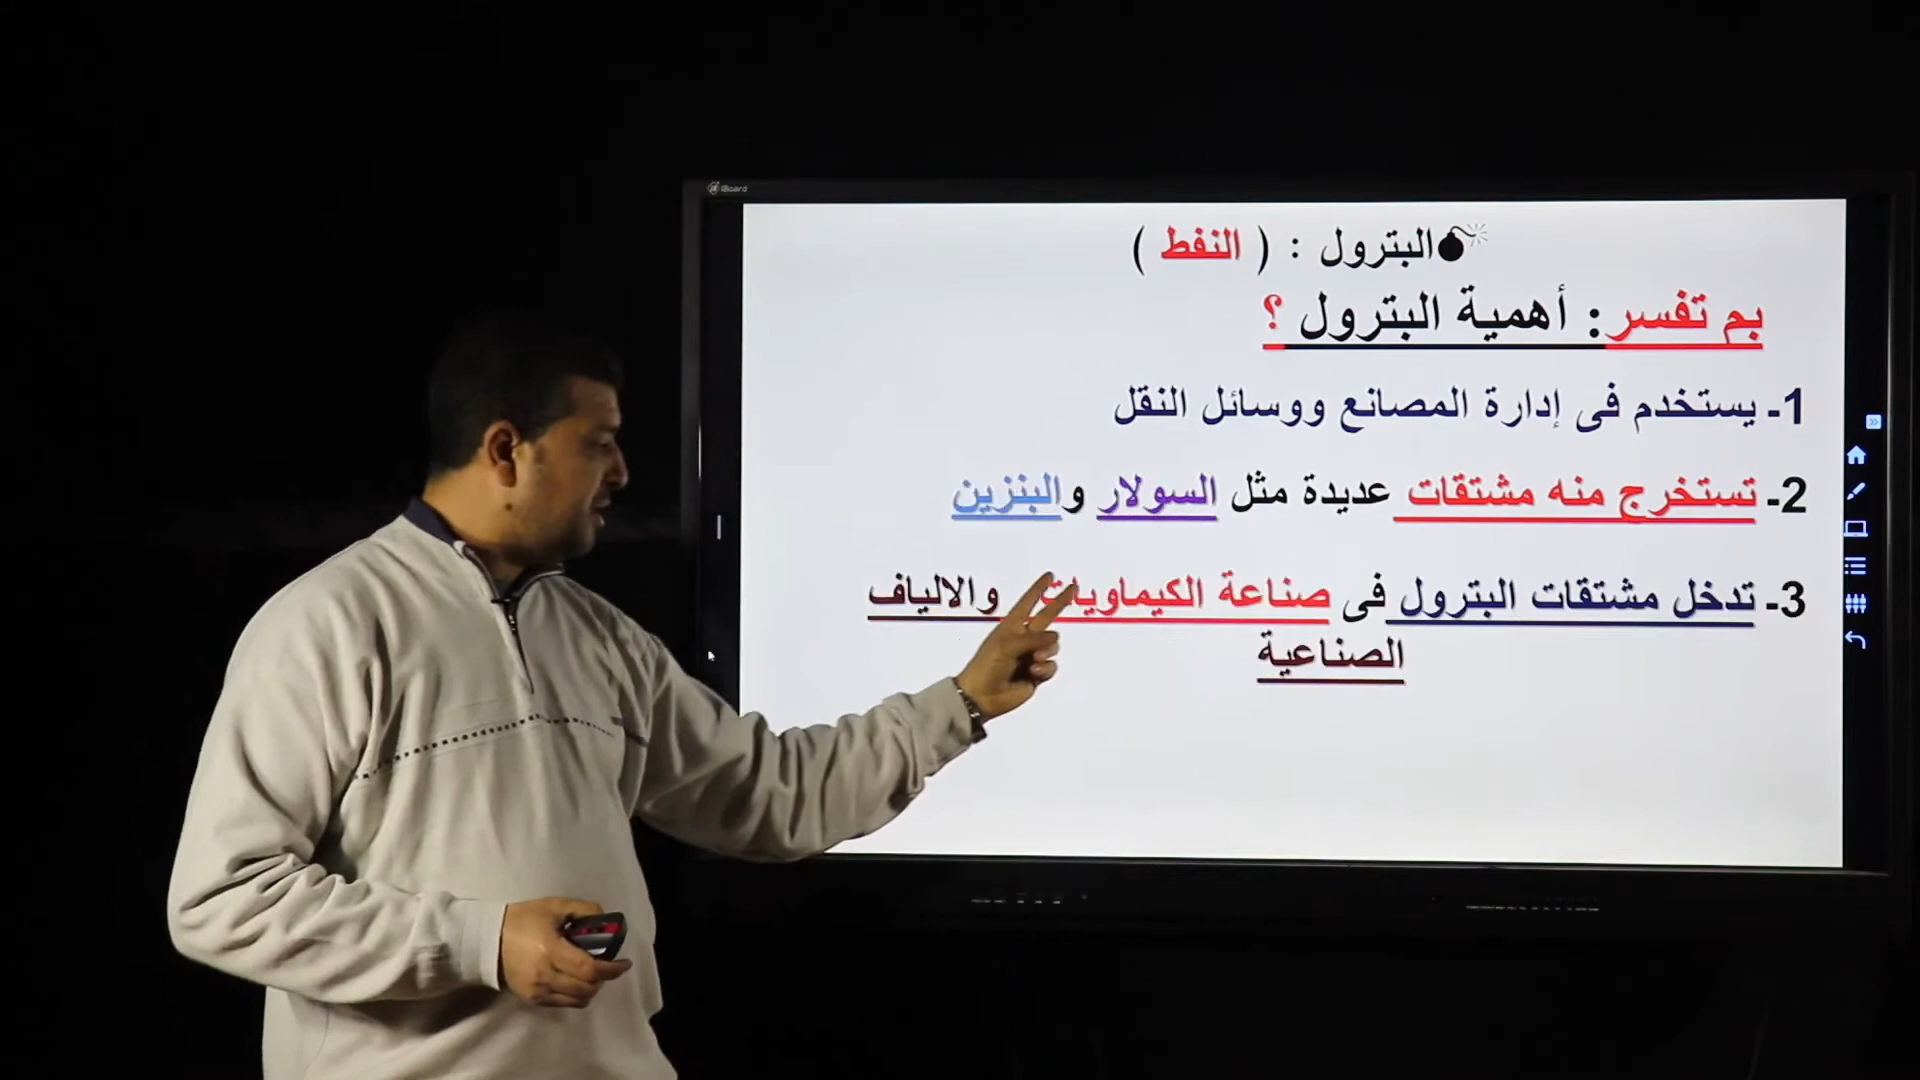 iBoard
البترول : ( النفط )
بم تفسر: أهمية البترول ؟
1- يستخدم فى إدارة المصانع ووسائل النقل
2- تستخرج منه مشتقات عديدة مثل السولار والبنزين
3- تدخل مشتقات البترول فى صناعة الكيماويات والالياف
الصناعية